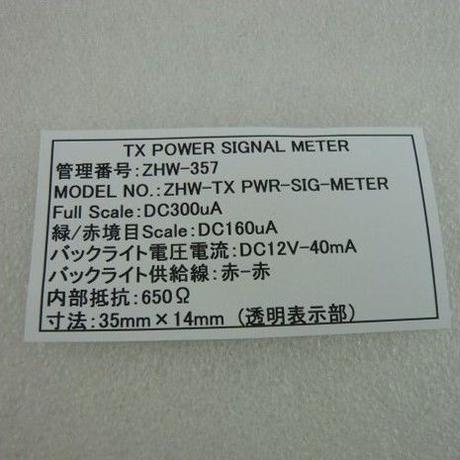 TX POWER SIGNAL METER
管理番号:ZHW-357
MODEL NO.:ZHW-TX PWR-SIG-METER
Full Scale:DC300uA
緑/赤境目Scale:DC160uA
バックライト電圧電流:DC12V-40mA
バックライト供給線:赤-赤
内部抵抗:650Ω
寸法:35mm×14mm (透明表示部)